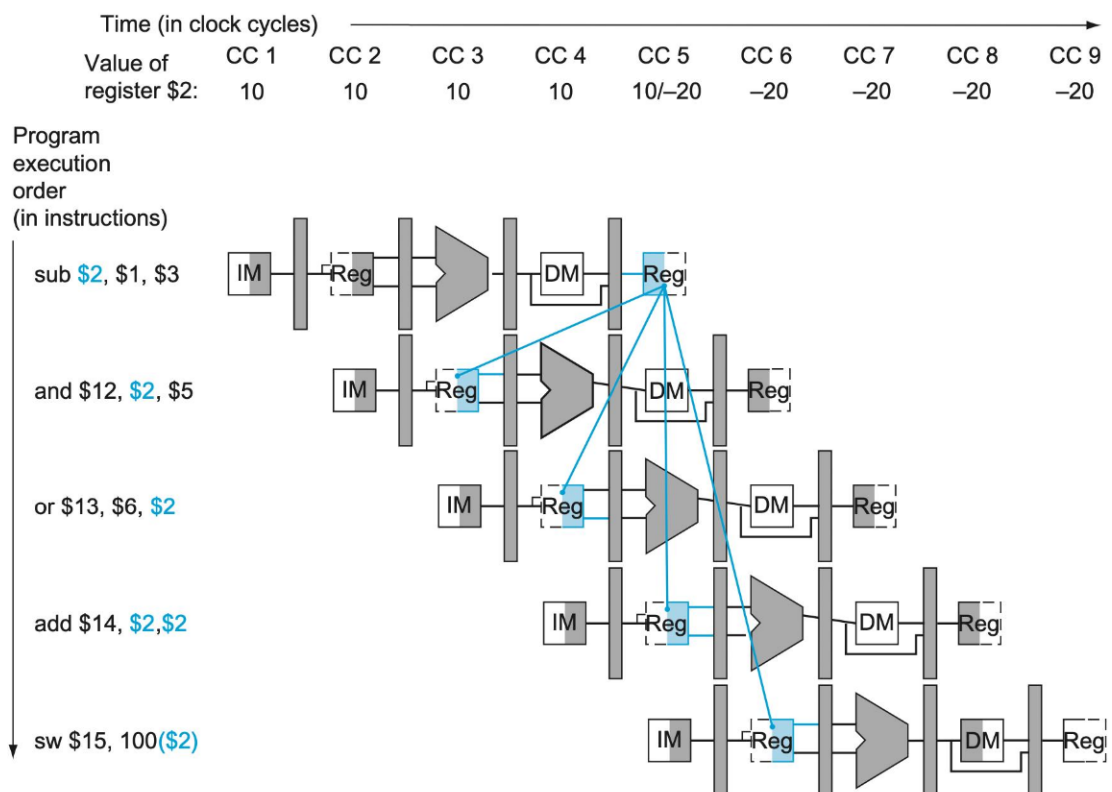 Time (in clock cycles)
Value of register $2:
CC 1 CC 2 CC 3 CC 4 CC 5 CC 6 CC 7 CC 8 CC 9
10 10 10 10 10/–20 –20 –20 –20 –20
Program
execution
order
(in instructions)
sub $2, $1, $3
IM Reg DM Reg
and $12, $2, $5
IM Reg DM Reg
or $13, $6, $2
IM Reg DM Reg
add $14, $2,$2
IM Reg DM Reg
sw $15, 100($2)
IM Reg DM Reg